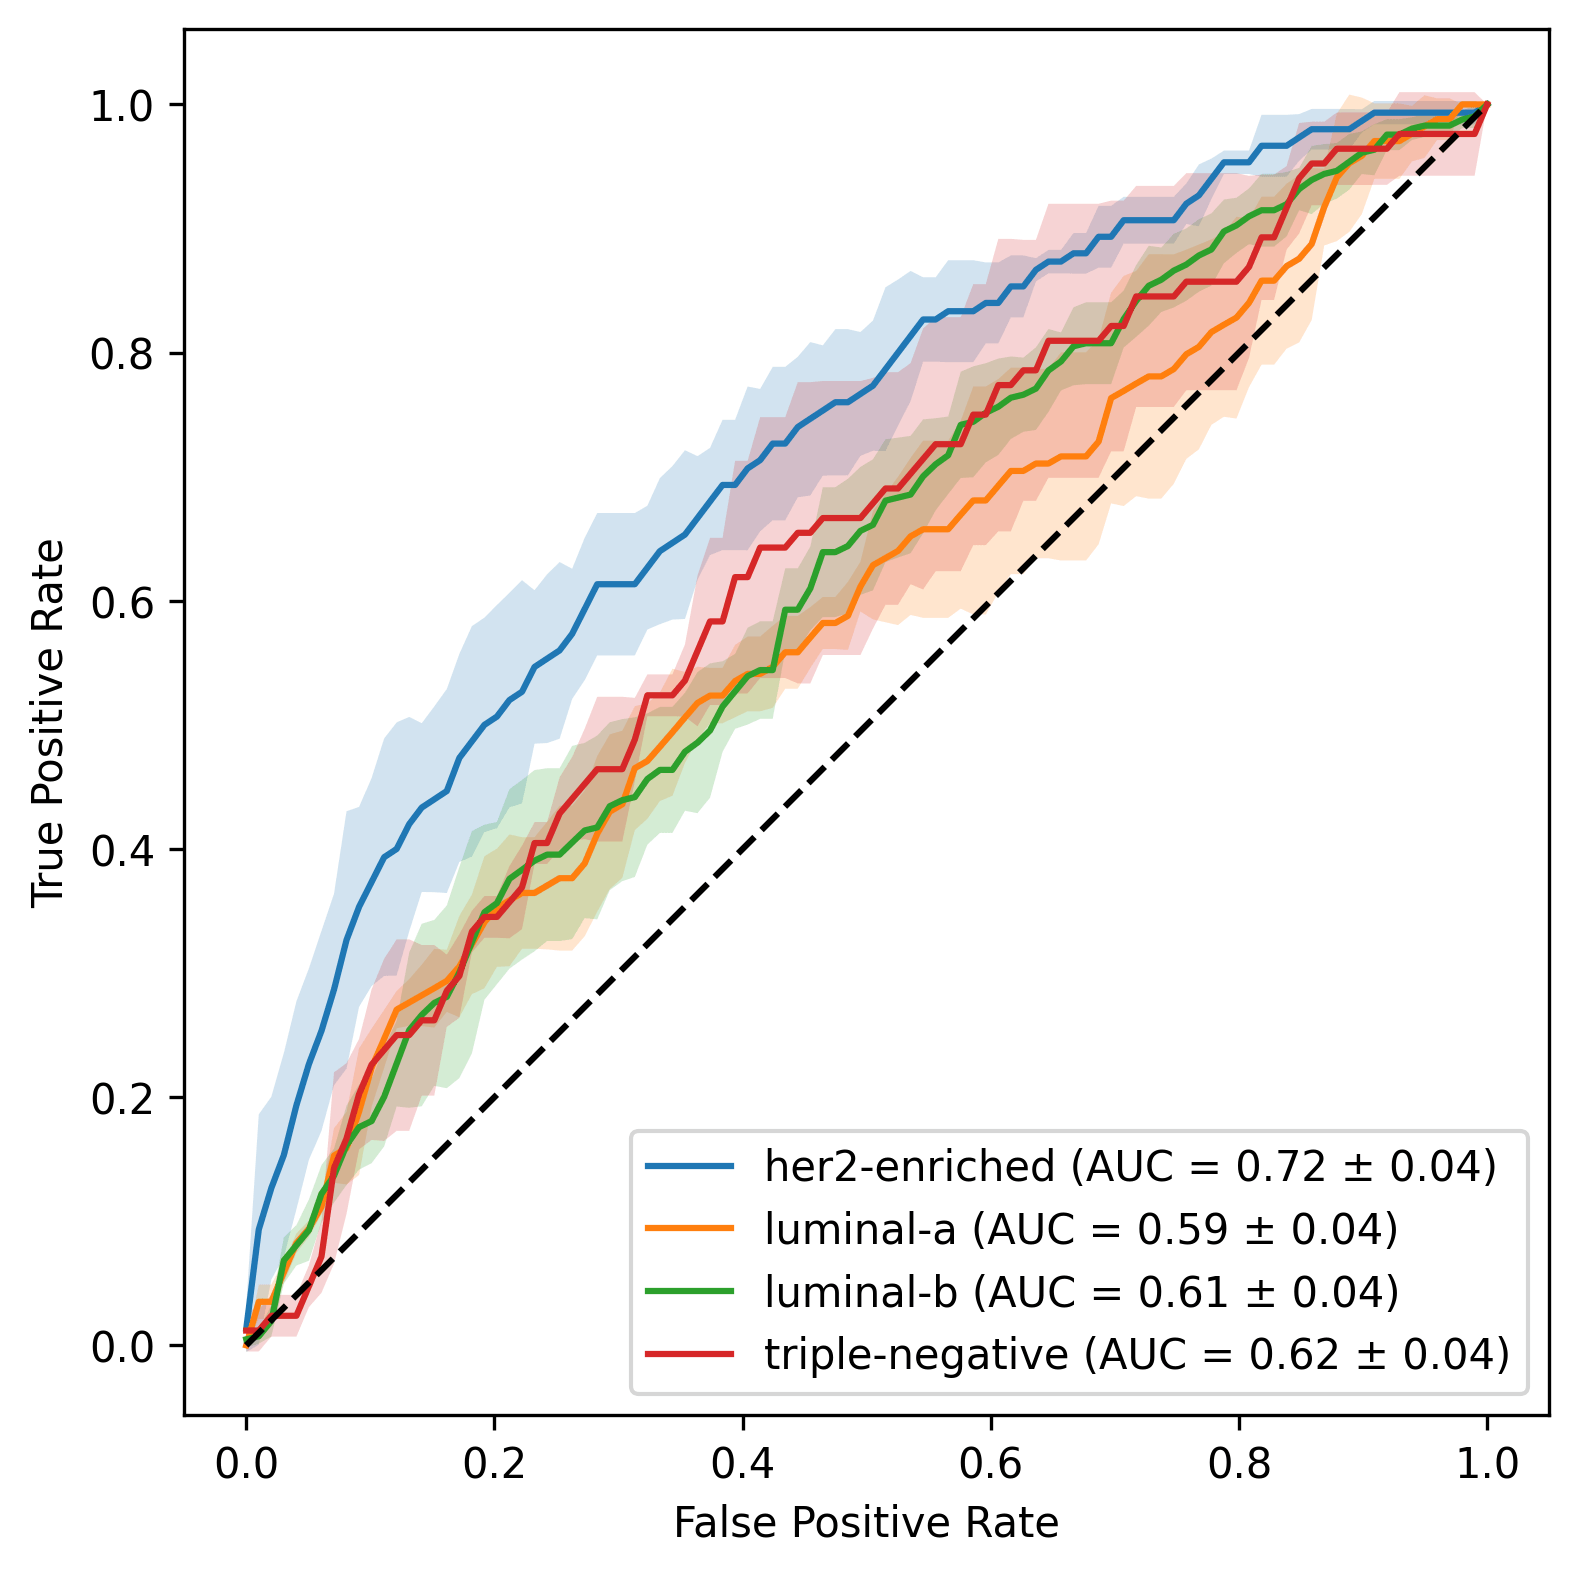 1.0
0.8
0.6
0.4
0.2
0.0
True Positive Rate
her2-enriched (AUC = 0.72 ± 0.04)
luminal-a (AUC = 0.59 ± 0.04)
luminal-b (AUC = 0.61 ± 0.04)
triple-negative (AUC = 0.62 ± 0.04)
0.0 0.2 0.4 0.6 0.8 1.0
False Positive Rate